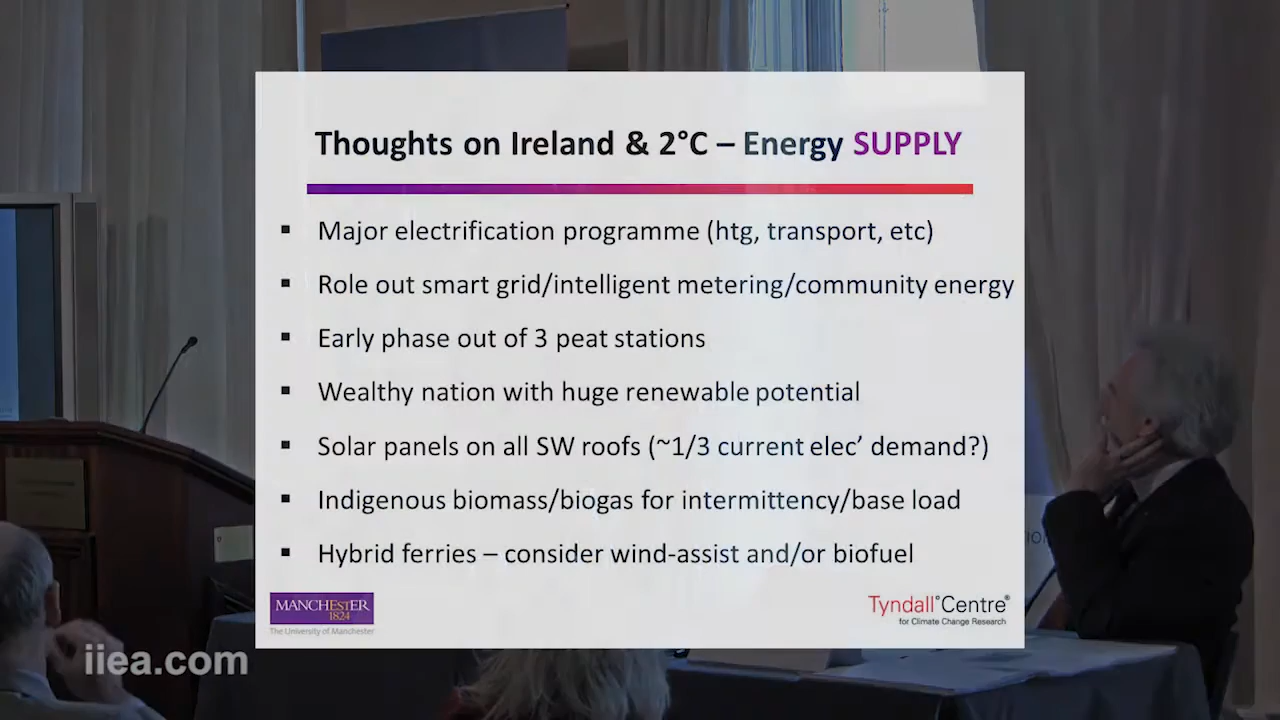 Thoughts on Ireland & 2°C – Energy SUPPLY
▪ Major electrification programme (htg, transport, etc)
▪ Role out smart grid/intelligent metering/community energy
▪ Early phase out of 3 peat stations
▪ Wealthy nation with huge renewable potential
▪ Solar panels on all SW roofs (~1/3 current elec’ demand?)
▪ Indigenous biomass/biogas for intermittency/base load
▪ Hybrid ferries – consider wind-assist and/or biofuel
MANCHESTER
1824
The University of Manchester
Tyndall°Centre®
for Climate Change Research
iiea.com